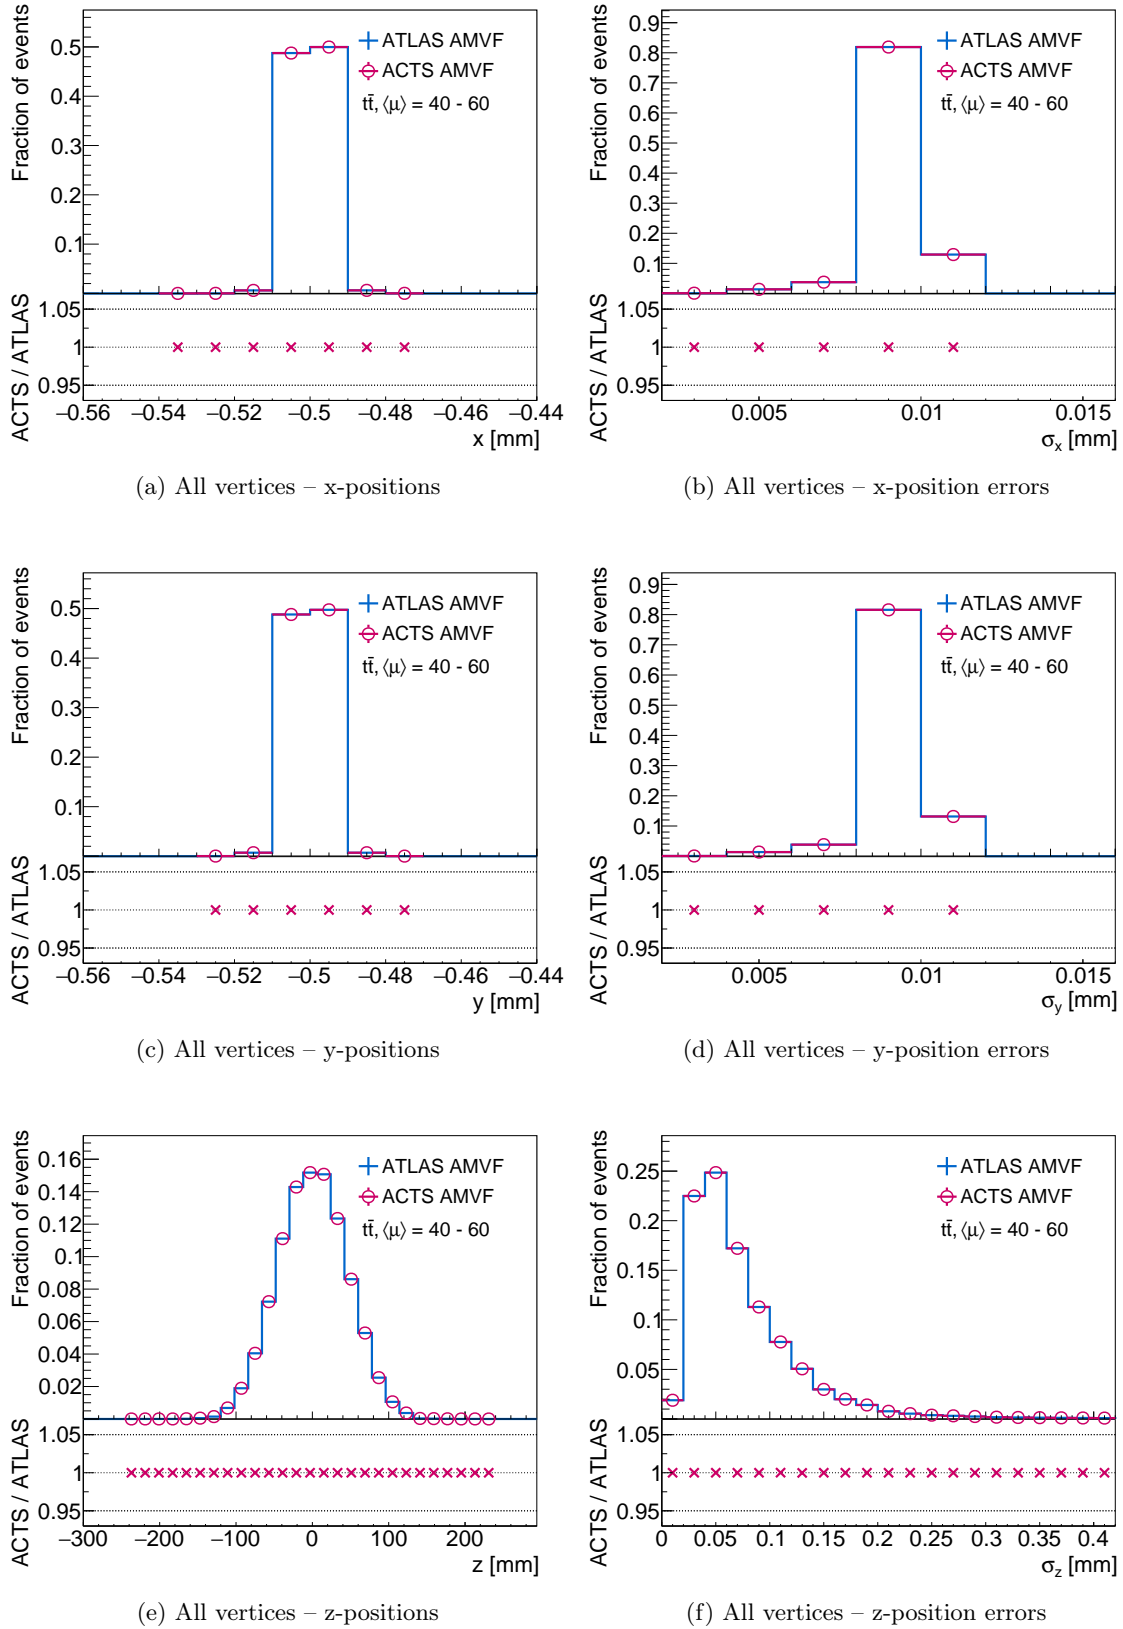 Fraction of events
0.5
0.4
0.3
0.2
0.1
ATLAS AMVF
ACTS AMVF
tt̄, ⟨μ⟩ = 40 - 60
ACTS / ATLAS
1.05
1
0.95
−0.56 −0.54 −0.52 −0.5 −0.48 −0.46 −0.44
x [mm]
(a) All vertices – x-positions
Fraction of events
0.9
0.8
0.7
0.6
0.5
0.4
0.3
0.2
0.1
ATLAS AMVF
ACTS AMVF
tt̄, ⟨μ⟩ = 40 - 60
ACTS / ATLAS
1.05
1
0.95
0.005 0.01 0.015
σx [mm]
(b) All vertices – x-position errors
Fraction of events
0.5
0.4
0.3
0.2
0.1
ATLAS AMVF
ACTS AMVF
tt̄, ⟨μ⟩ = 40 - 60
ACTS / ATLAS
1.05
1
0.95
−0.56 −0.54 −0.52 −0.5 −0.48 −0.46 −0.44
y [mm]
(c) All vertices – y-positions
Fraction of events
0.9
0.8
0.7
0.6
0.5
0.4
0.3
0.2
0.1
ATLAS AMVF
ACTS AMVF
tt̄, ⟨μ⟩ = 40 - 60
ACTS / ATLAS
1.05
1
0.95
0.005 0.01 0.015
σy [mm]
(d) All vertices – y-position errors
Fraction of events
0.16
0.14
0.12
0.1
0.08
0.06
0.04
0.02
ATLAS AMVF
ACTS AMVF
tt̄, ⟨μ⟩ = 40 - 60
ACTS / ATLAS
1.05
1
0.95
−300 −200 −100 0 100 200
z [mm]
(e) All vertices – z-positions
Fraction of events
0.25
0.2
0.15
0.1
0.05
ATLAS AMVF
ACTS AMVF
tt̄, ⟨μ⟩ = 40 - 60
ACTS / ATLAS
1.05
1
0.95
0 0.05 0.1 0.15 0.2 0.25 0.3 0.35 0.4
σz [mm]
(f) All vertices – z-position errors